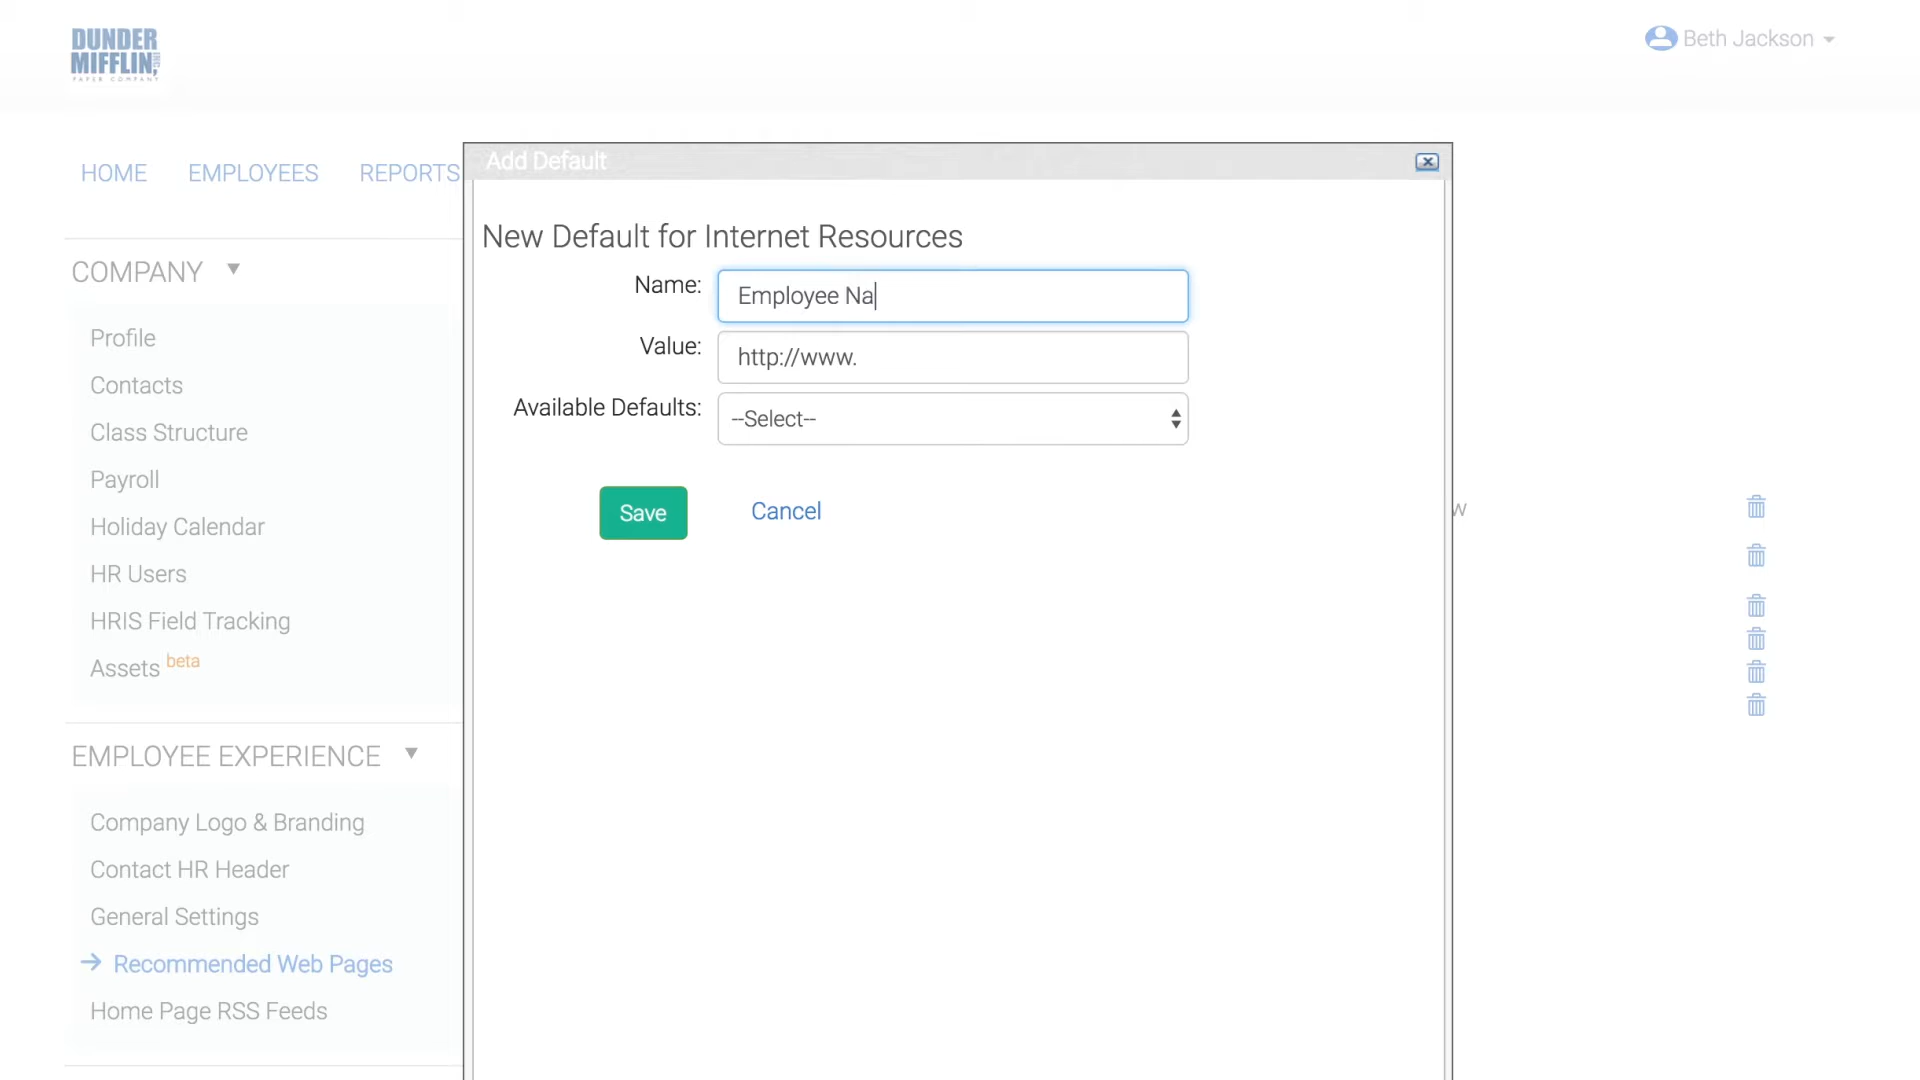 DUNDER
MIFFLIN, INC
PAPER COMPANY
Beth Jackson
HOME EMPLOYEES REPORTS
Add Default
New Default for Internet Resources
Name: Employee Na
Value: http://www.
Available Defaults: --Select--
Save Cancel
COMPANY
Profile
Contacts
Class Structure
Payroll
Holiday Calendar
HR Users
HRIS Field Tracking
Assets beta
EMPLOYEE EXPERIENCE
Company Logo & Branding
Contact HR Header
General Settings
Recommended Web Pages
Home Page RSS Feeds